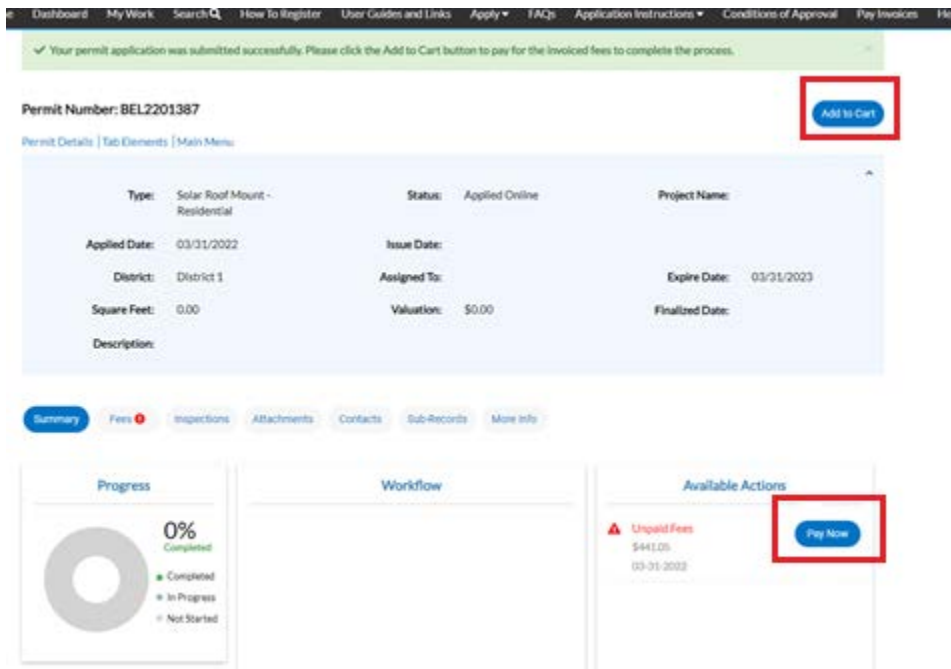 Dashboard My Work Search How To Register User Guides and Links Apply FAQs Application Instructions Conditions of Approval Pay Invoices
Your permit application was submitted successfully. Please click the Add to Cart button to pay for the invoiced fees to complete the process.
Permit Number: BEL2201387
Add to Cart
Permit Details | Tab Elements | Main Menu
Type: Solar Roof Mount - Residential Status: Applied Online Project Name:
Applied Date: 03/31/2022 Issue Date:
District: District 1 Assigned To: Expire Date: 03/31/2023
Square Feet: 0.00 Valuation: $0.00 Finalized Date:
Description:
Summary Fees Inspections Attachments Contacts Sub-Records More Info
Progress Workflow Available Actions
0%
Completed
Completed
In Progress
Not Started
Unpaid Fees
$441.05
03-31-2022
Pay Now